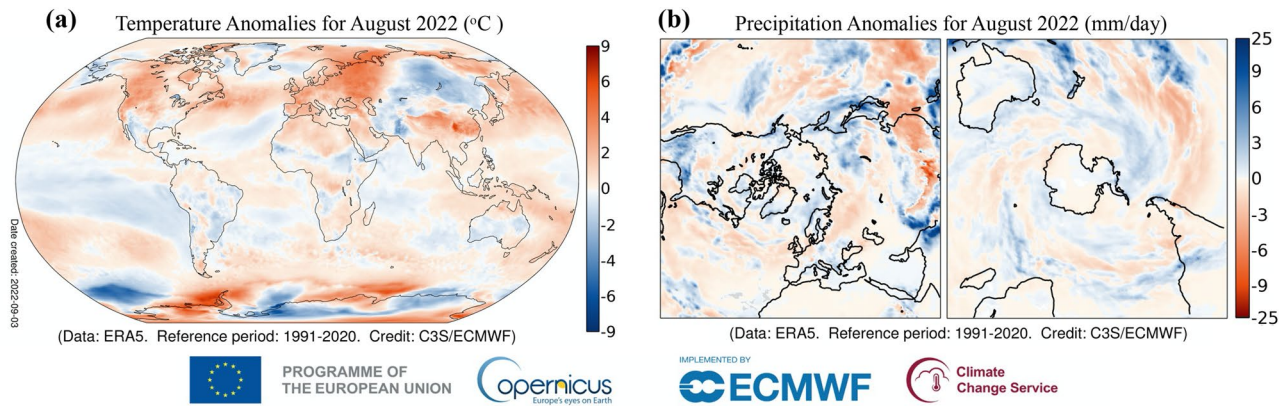 (a)
Temperature Anomalies for August 2022 (°C )
9
6
4
2
0
-2
-4
-6
-9
Date created: 2022-09-03
(Data: ERA5. Reference period: 1991-2020. Credit: C3S/ECMWF)
(b)
Precipitation Anomalies for August 2022 (mm/day)
25
9
6
3
0
-3
-6
-9
-25
(Data: ERA5. Reference period: 1991-2020. Credit: C3S/ECMWF)
PROGRAMME OF
THE EUROPEAN UNION
opernicus
Europe's eyes on Earth
IMPLEMENTED BY
ECMWF
Climate
Change Service